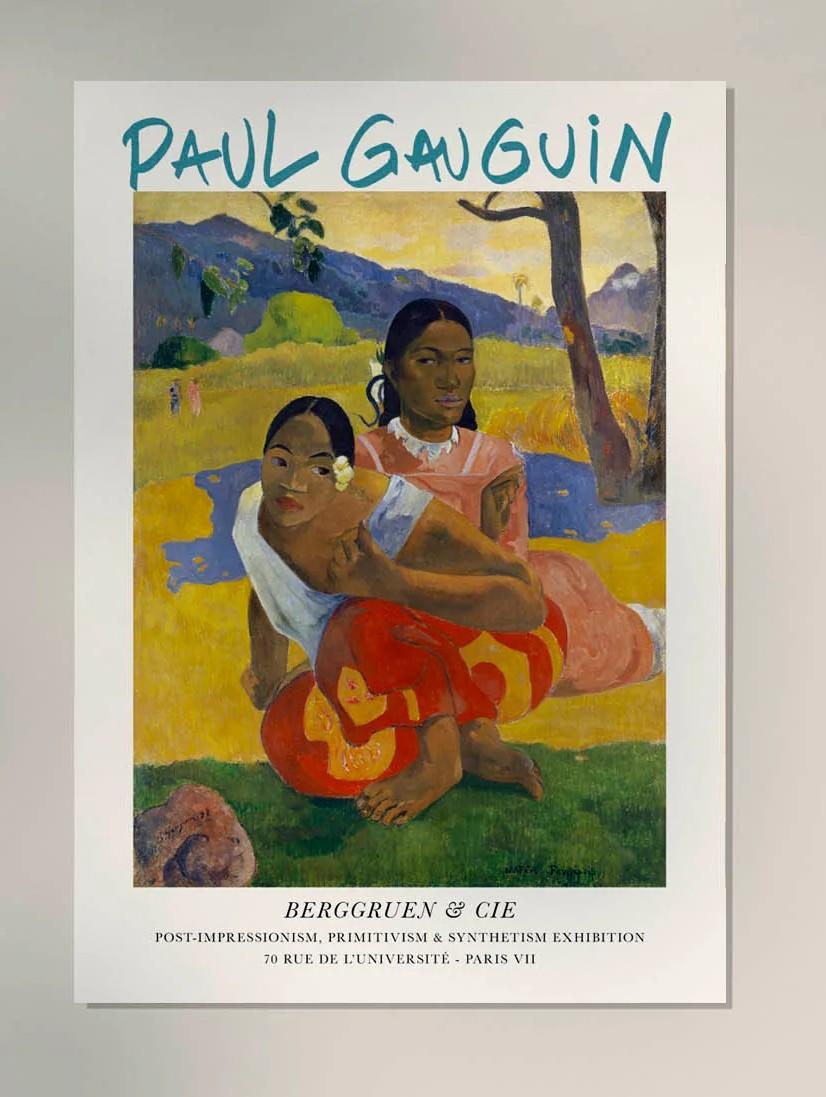 PAUL GAUGUIN
BERGGRUEN & CIE
POST-IMPRESSIONISM, PRIMITIVISM & SYNTHETISM EXHIBITION
70 RUE DE L'UNIVERSITÉ - PARIS VII